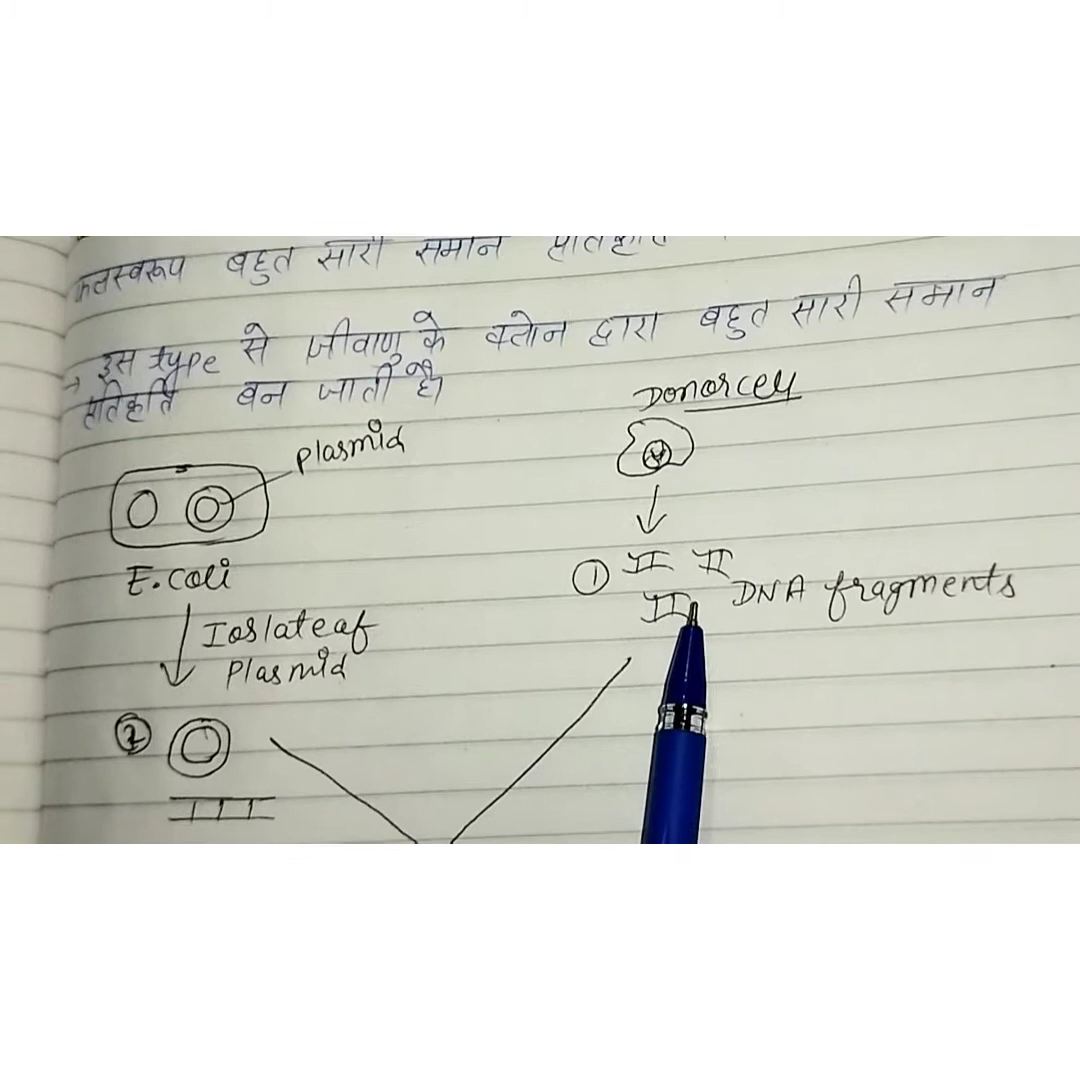 फलस्वरूप बहुत सारी समान
→ इस type से जीवाणु के क्लोन द्वारा बहुत सारी समान
प्रतिकृति बन जाती है।
Donor cell
plasmid
E. coli
① DNA fragments
Ioslate af
Plasmid
②